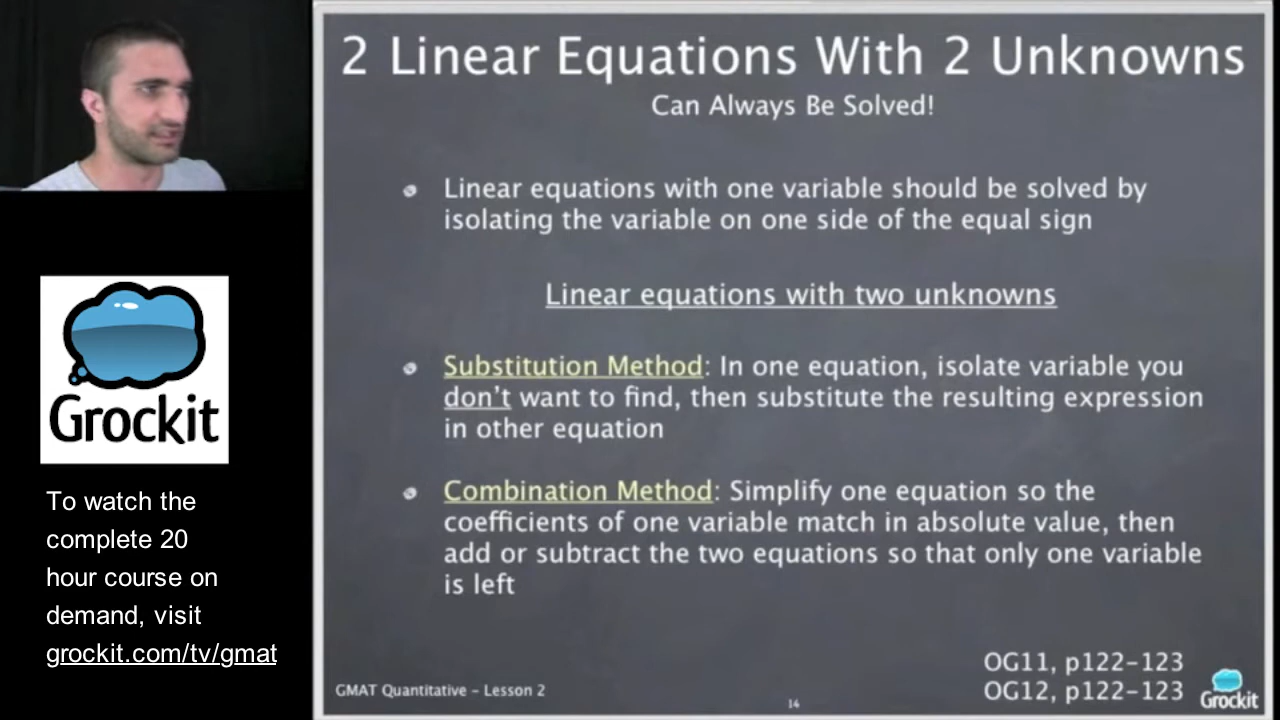 2 Linear Equations With 2 Unknowns
Can Always Be Solved!
Linear equations with one variable should be solved by
isolating the variable on one side of the equal sign
Linear equations with two unknowns
Substitution Method: In one equation, isolate variable you
don't want to find, then substitute the resulting expression
in other equation
Combination Method: Simplify one equation so the
coefficients of one variable match in absolute value, then
add or subtract the two equations so that only one variable
is left
OG11, p122-123
OG12, p122-123
GMAT Quantitative - Lesson 2
14
Grockit
Grockit
To watch the
complete 20
hour course on
demand, visit
grockit.com/tv/gmat